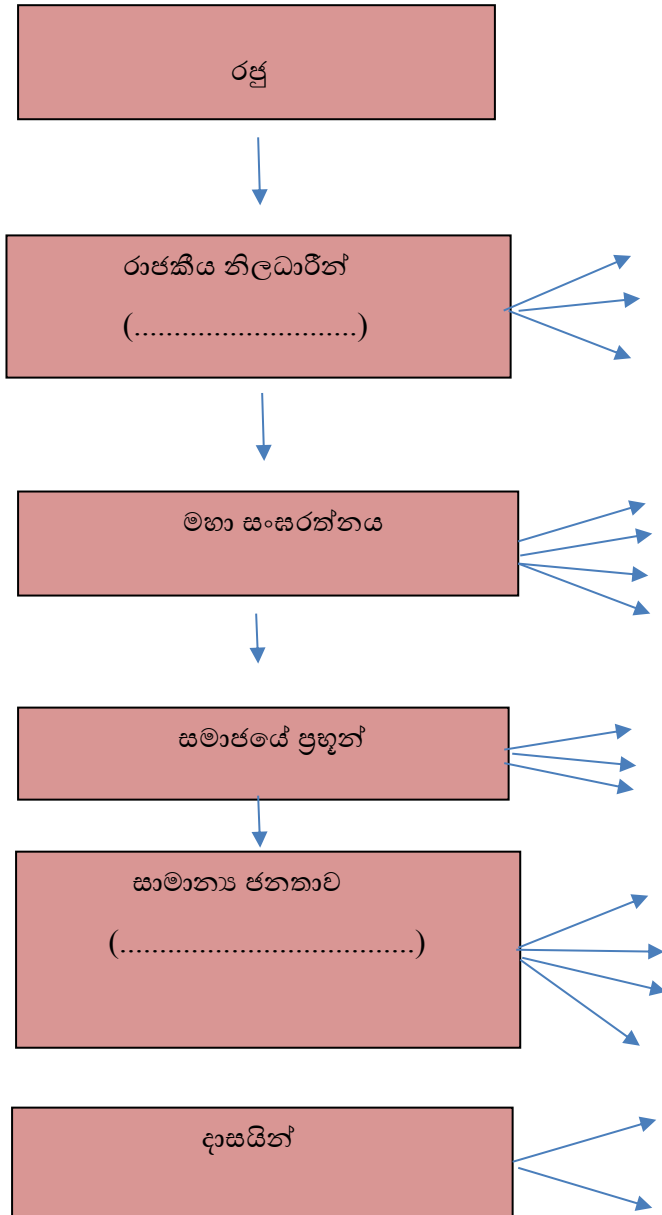 රජු
රාජකීය නිලධාරීන්
(............................)
මහා සංඝරත්නය
සමාජයේ ප්‍රභූන්
සාමාන්‍ය ජනතාව
(.....................................)
දාසයින්